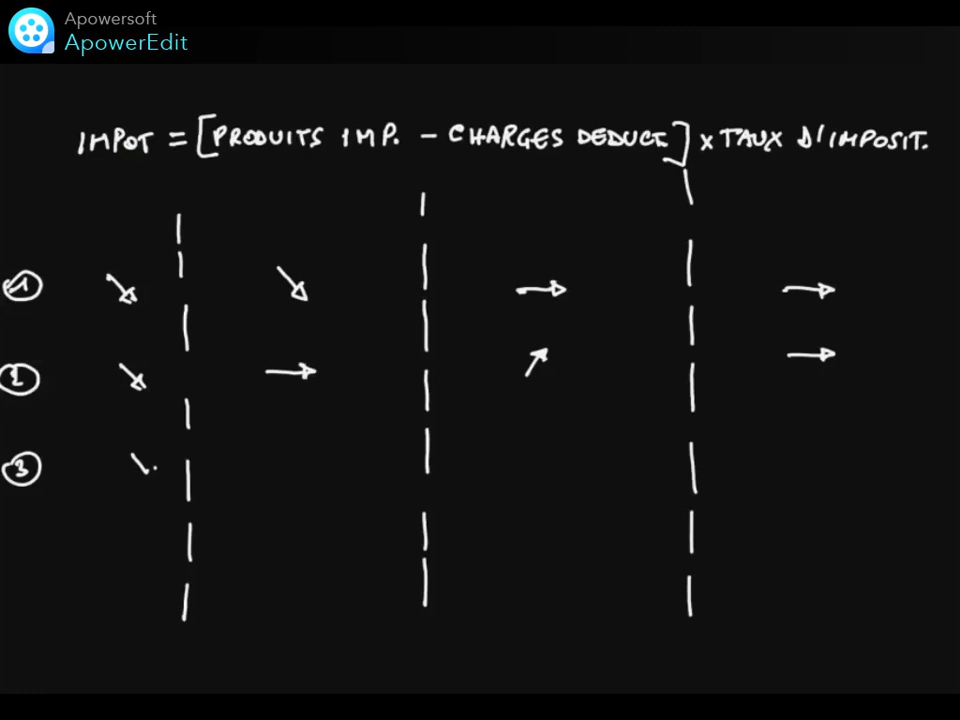 Apowersoft
ApowerEdit
IMPOT = [PRODUITS IMP. - CHARGES DEDUCT] x TAUX D'IMPOSIT.
1
2
3